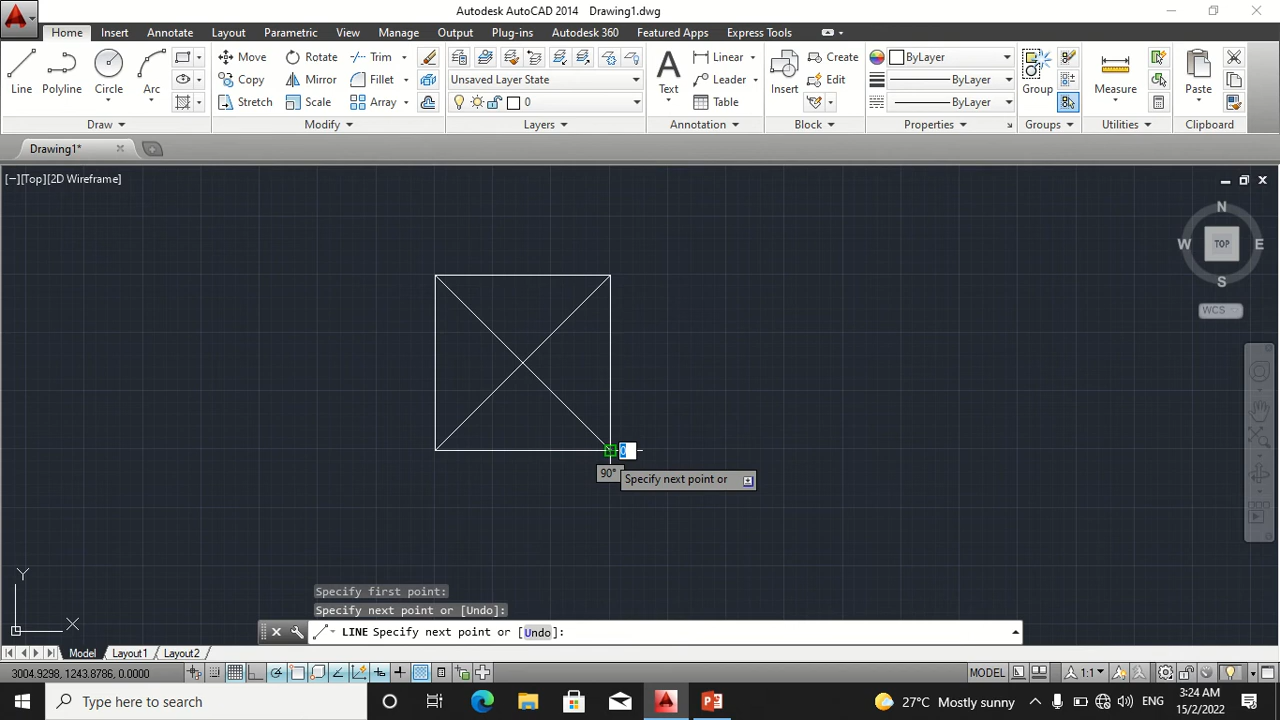 Autodesk AutoCAD 2014 Drawing1.dwg
Home Insert Annotate Layout Parametric View Manage Output Plug-ins Autodesk 360 Featured Apps Express Tools
Line Polyline Circle Arc
Move Rotate Trim
Copy Mirror Fillet
Stretch Scale Array
Unsaved Layer State
0
Text
Linear
Leader
Table
Insert
Create
Edit
ByLayer
ByLayer
ByLayer
Group
Measure
Paste
Draw Modify Layers Annotation Block Properties Groups Utilities Clipboard
Drawing1*
[−][Top][2D Wireframe]
N
W TOP E
S
WCS
0
90°
Specify next point or
Y
X
Specify first point:
Specify next point or [Undo]:
LINE Specify next point or [Undo]:
Model Layout1 Layout2
3004.9298, 1243.8786, 0.0000
MODEL
1:1
Type here to search
27°C Mostly sunny
ENG
3:24 AM
15/2/2022